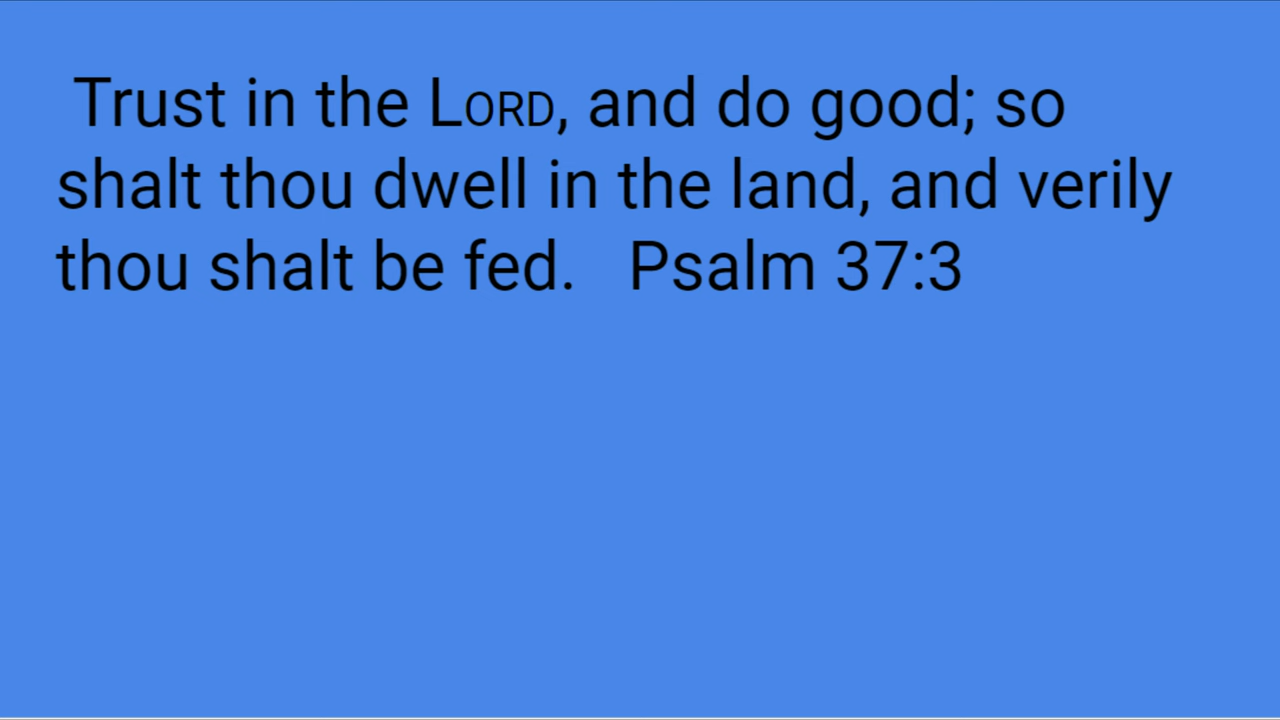 Trust in the LORD, and do good; so
shalt thou dwell in the land, and verily
thou shalt be fed.   Psalm 37:3